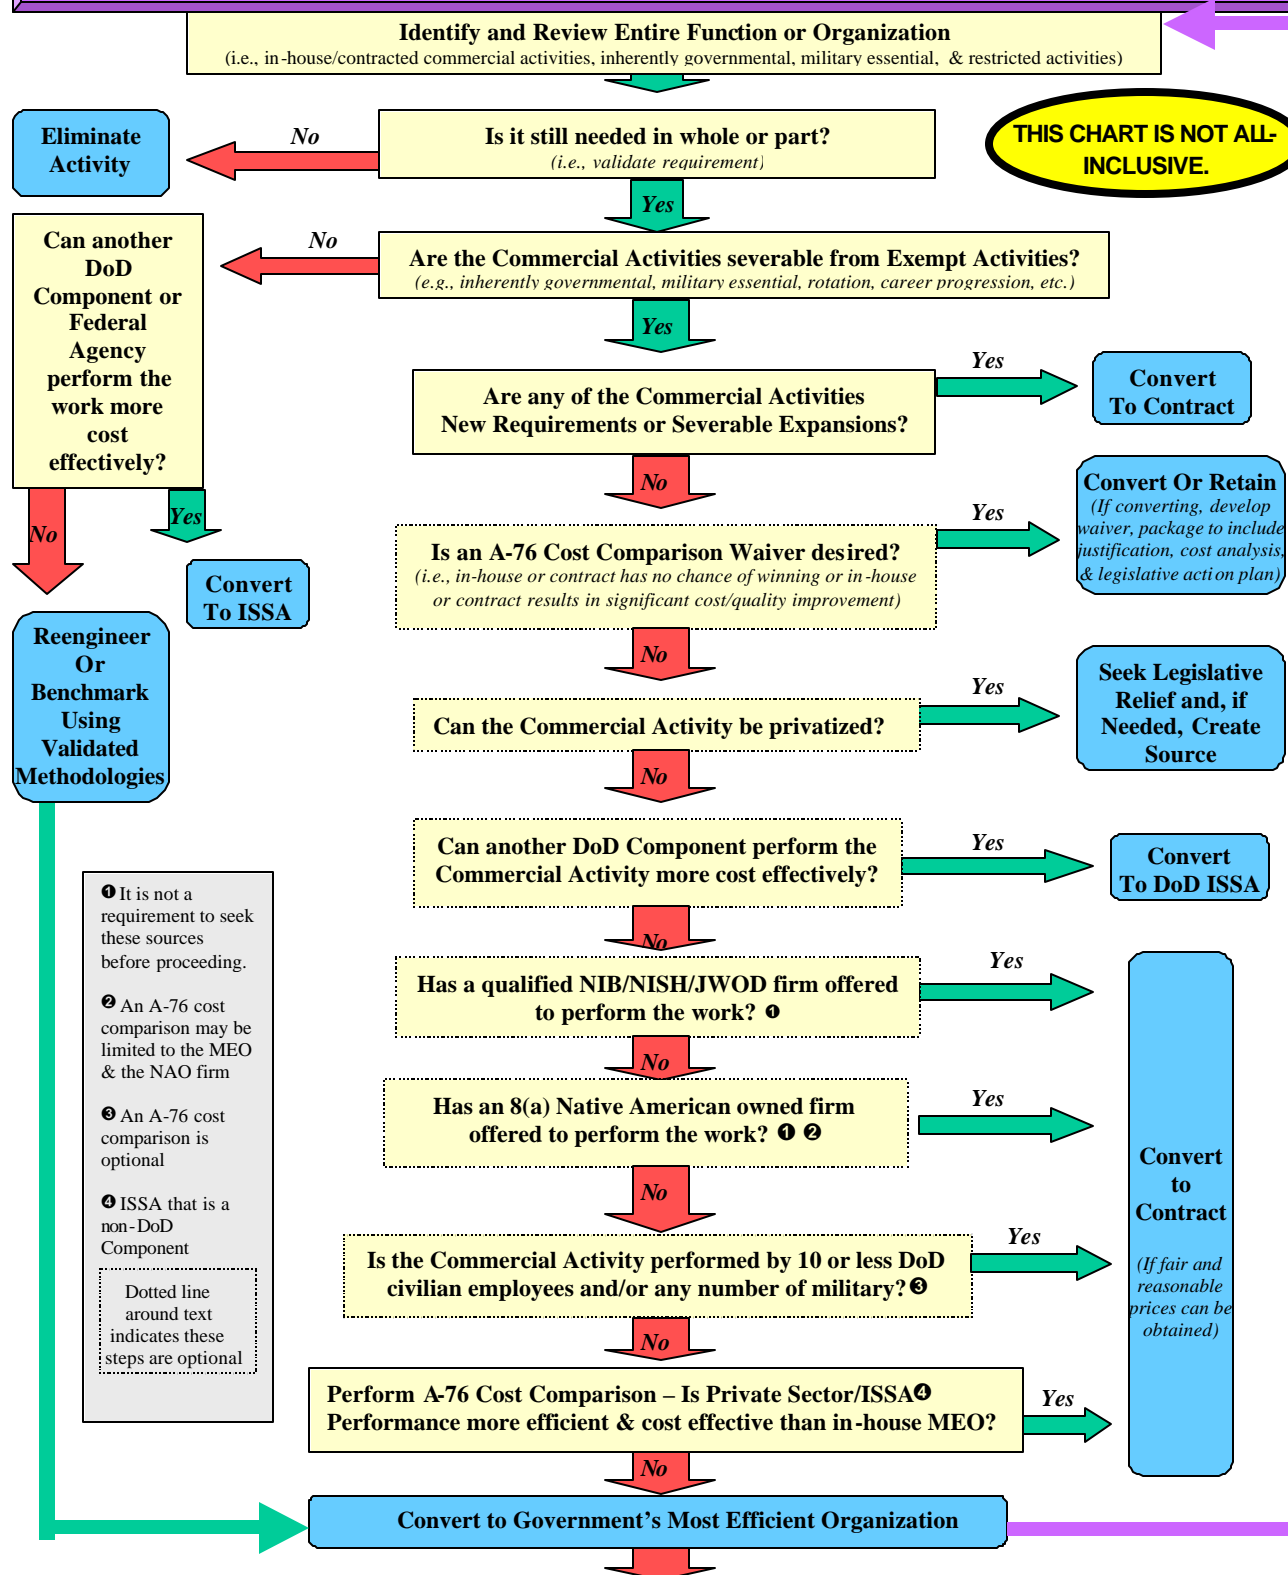 Identify and Review Entire Function or Organization
(i.e., in-house/contracted commercial activities, inherently governmental, military essential, & restricted activities)
Eliminate
Activity
No
Is it still needed in whole or part?
(i.e., validate requirement)
THIS CHART IS NOT ALL-
INCLUSIVE.
Yes
Can another
DoD
Component or
Federal
Agency
perform the
work more
cost
effectively?
No
Are the Commercial Activities severable from Exempt Activities?
(e.g., inherently governmental, military essential, rotation, career progression, etc.)
Yes
Are any of the Commercial Activities
New Requirements or Severable Expansions?
Yes
Convert
To Contract
No
No
Yes
Convert
To ISSA
Reengineer
Or
Benchmark
Using
Validated
Methodologies
Is an A-76 Cost Comparison Waiver desired?
(i.e., in-house or contract has no chance of winning or in-house
or contract results in significant cost/quality improvement)
Yes
Convert Or Retain
(If converting, develop
waiver, package to include
justification, cost analysis,
& legislative action plan)
No
Can the Commercial Activity be privatized?
Yes
Seek Legislative
Relief and, if
Needed, Create
Source
No
Can another DoD Component perform the
Commercial Activity more cost effectively?
Yes
Convert
To DoD ISSA
No
❶ It is not a
requirement to seek
these sources
before proceeding.
❷ An A-76 cost
comparison may be
limited to the MEO
& the NAO firm
❸ An A-76 cost
comparison is
optional
❹ ISSA that is a
non-DoD
Component
Dotted line
around text
indicates these
steps are optional
Has a qualified NIB/NISH/JWOD firm offered
to perform the work? ❶
Yes
No
Has an 8(a) Native American owned firm
offered to perform the work? ❶ ❷
Yes
No
Is the Commercial Activity performed by 10 or less DoD
civilian employees and/or any number of military? ❸
Yes
No
Perform A-76 Cost Comparison – Is Private Sector/ISSA❹
Performance more efficient & cost effective than in-house MEO?
Yes
Convert
to
Contract
(If fair and
reasonable
prices can be
obtained)
No
Convert to Government's Most Efficient Organization